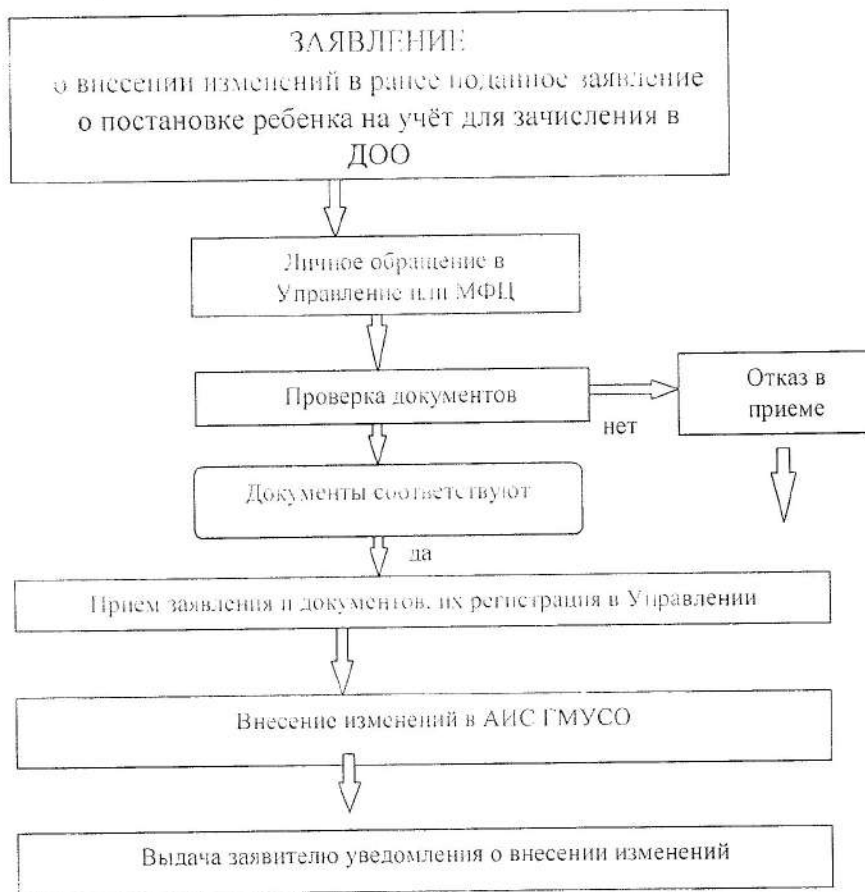 ЗАЯВЛЕНИЕ
о внесении изменений в ранее поданное заявление
о постановке ребенка на учёт для зачисления в
ДОО
Личное обращение в
Управление или МФЦ
Проверка документов
Отказ в
приеме
нет
Документы соответствуют
да
Прием заявления и документов, их регистрация в Управлении
Внесение изменений в АИС ГМУСО
Выдача заявителю уведомления о внесении изменений